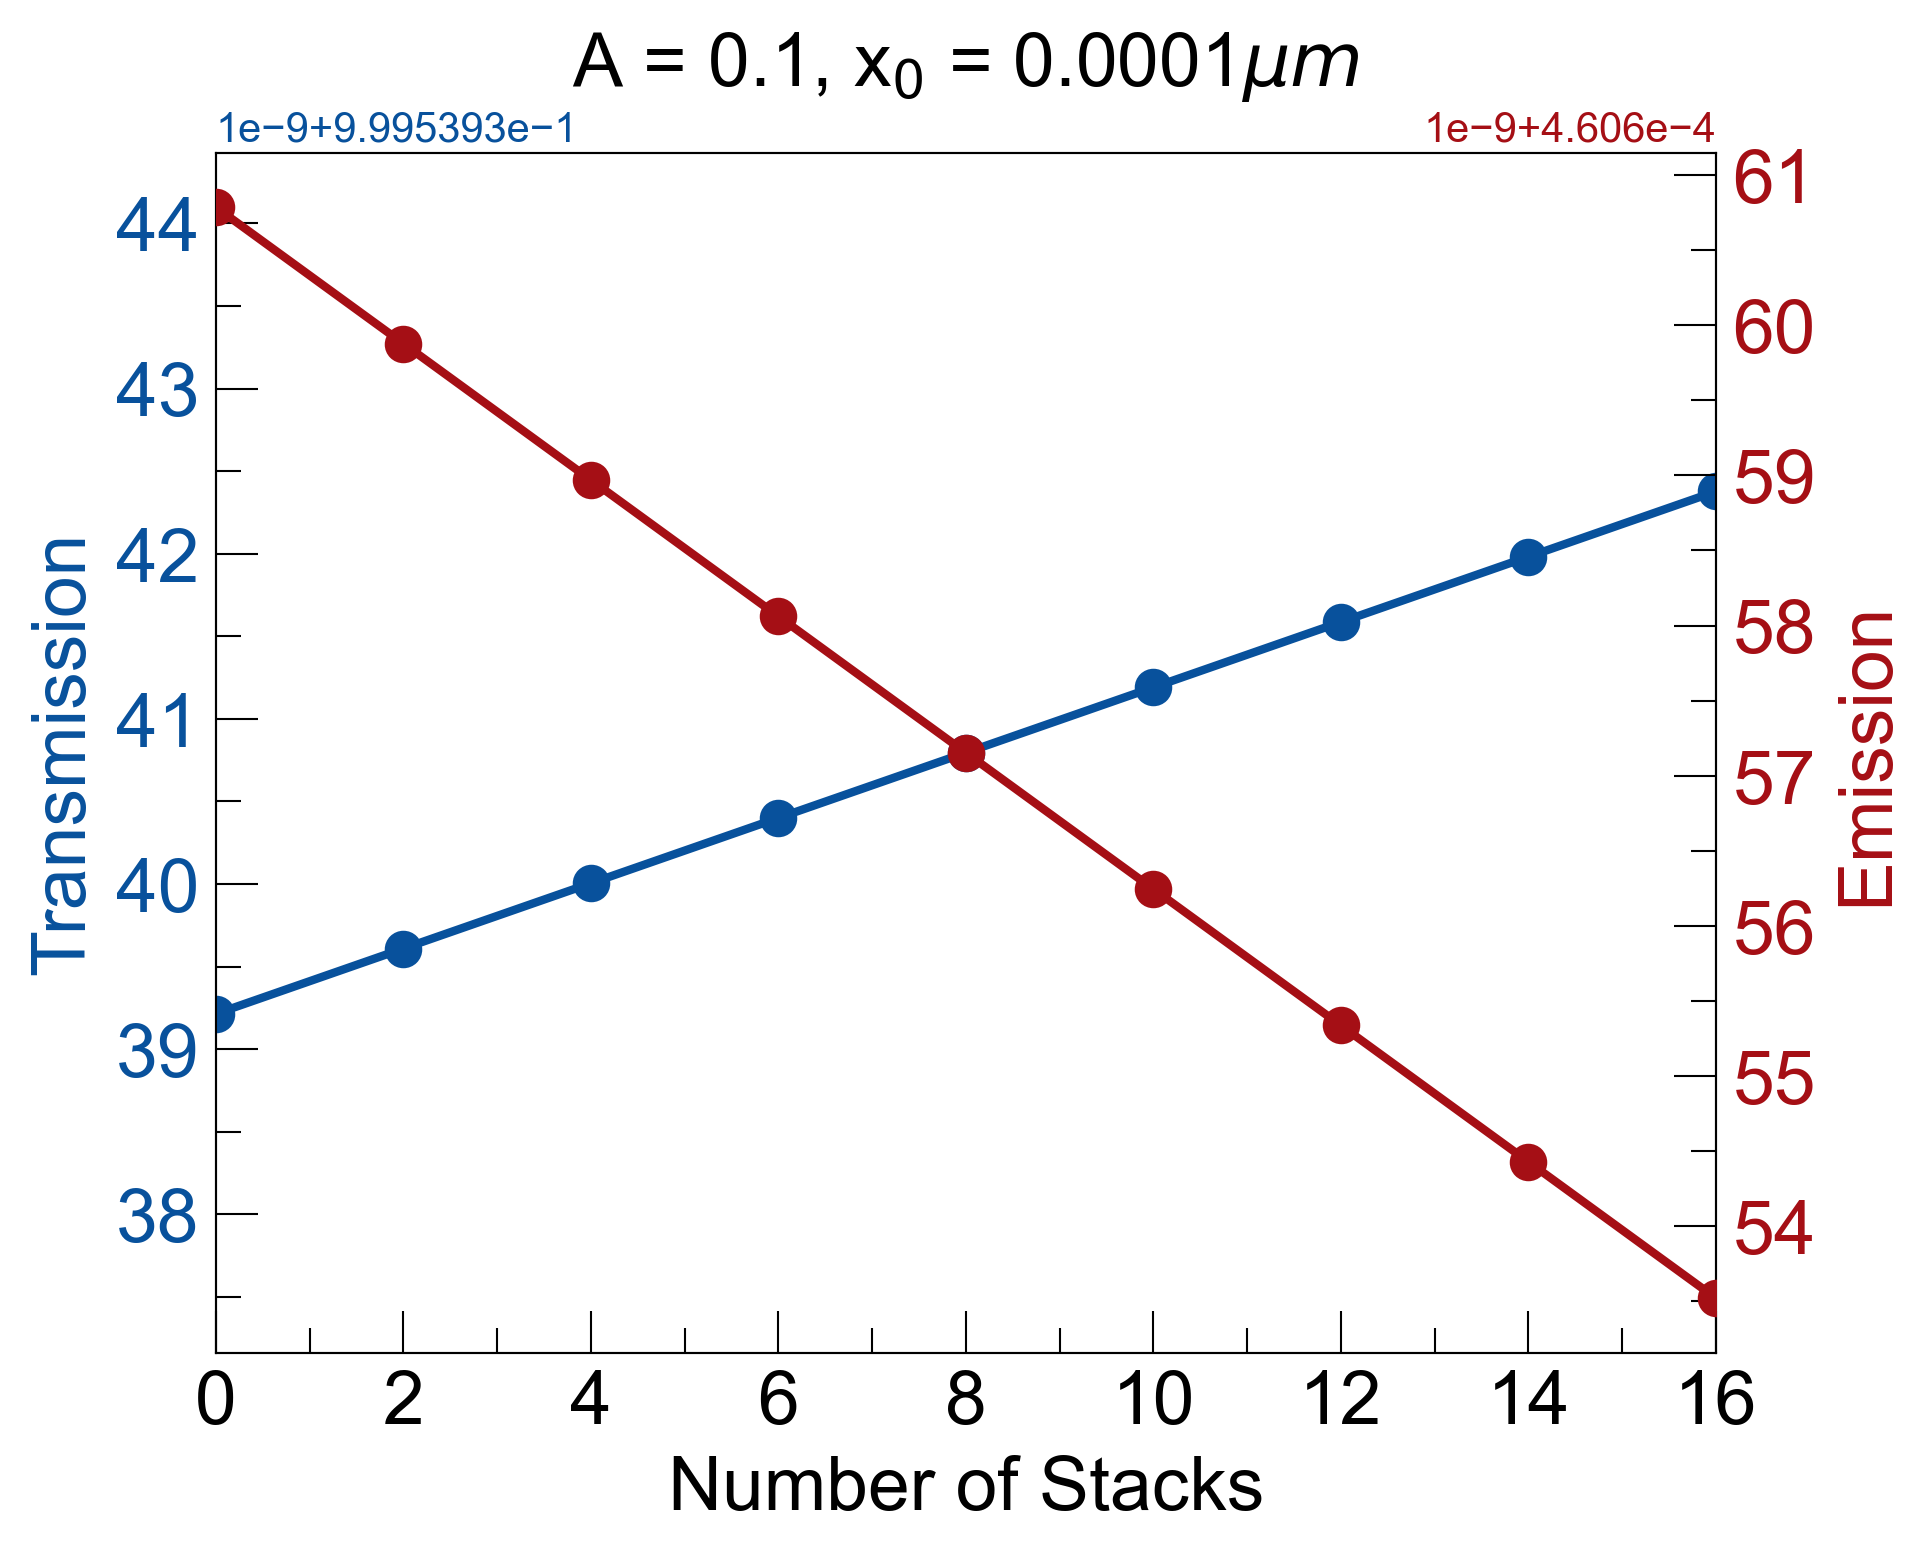 A = 0.1, x₀ = 0.0001μm
1e−9+9.995393e−1
1e−9+4.606e−4
44
43
42
41
40
39
38
Transmission
61
60
59
58
57
56
55
54
Emission
0 2 4 6 8 10 12 14 16
Number of Stacks